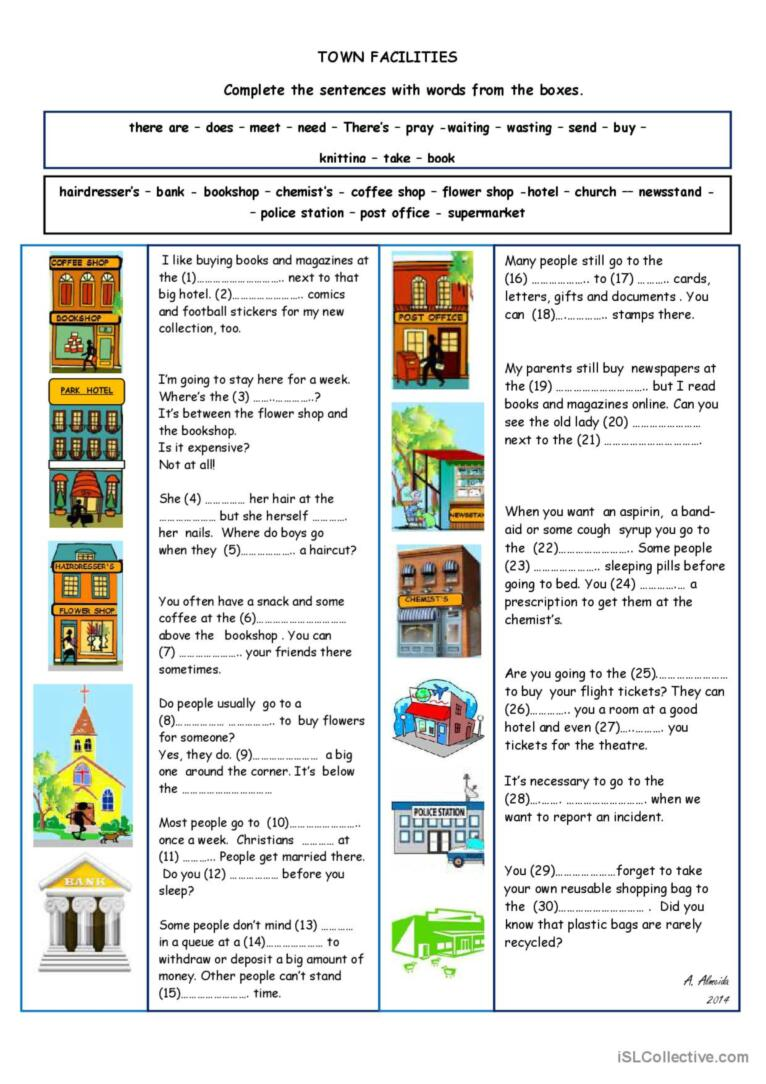 TOWN FACILITIES
Complete the sentences with words from the boxes.
there are – does – meet – need – There's – pray -waiting – wasting – send – buy –
knitting – take – book
hairdresser's – bank - bookshop – chemist's - coffee shop – flower shop -hotel – church –- newsstand -
– police station – post office - supermarket
COFFEE SHOP
BOOKSHOP
PARK HOTEL
HAIRDRESSER'S
FLOWER SHOP
BANK
I like buying books and magazines at
the (1)……………………….. next to that
big hotel. (2)………………….. comics
and football stickers for my new
collection, too.
I'm going to stay here for a week.
Where's the (3) ……..…………..?
It's between the flower shop and
the bookshop.
Is it expensive?
Not at all!
She (4) …………… her hair at the
………………… but she herself ………….
her nails. Where do boys go
when they (5)……………….. a haircut?
You often have a snack and some
coffee at the (6)…………………………
above the bookshop . You can
(7) ………………….. your friends there
sometimes.
Do people usually go to a
(8)……………… ………….. to buy flowers
for someone?
Yes, they do. (9)…………………… a big
one around the corner. It's below
the …………………………
Most people go to (10)…………………..
once a week. Christians ………… at
(11) ………... People get married there.
Do you (12) ……………… before you
sleep?
Some people don't mind (13) …………
in a queue at a (14)………………… to
withdraw or deposit a big amount of
money. Other people can't stand
(15)…………………. time.
POST OFFICE
NEWSSTAN
CHEMIST'S
POLICE STATION
Many people still go to the
(16) ……………….. to (17) ……….. cards,
letters, gifts and documents . You
can (18)….………….. stamps there.
My parents still buy newspapers at
the (19) ………………………….. but I read
books and magazines online. Can you
see the old lady (20) ……………………
next to the (21) …………………………….
When you want an aspirin, a band-
aid or some cough syrup you go to
the (22)…………………….. Some people
(23) ………………….. sleeping pills before
going to bed. You (24) …………..… a
prescription to get them at the
chemist's.
Are you going to the (25).……………………
to buy your flight tickets? They can
(26)………….. you a room at a good
hotel and even (27)…..………. you
tickets for the theatre.
It's necessary to go to the
(28)….……. ………………………. when we
want to report an incident.
You (29)…………………forget to take
your own reusable shopping bag to
the (30)………………………… . Did you
know that plastic bags are rarely
recycled?
A. Almeida
2014
iSLCollective.com